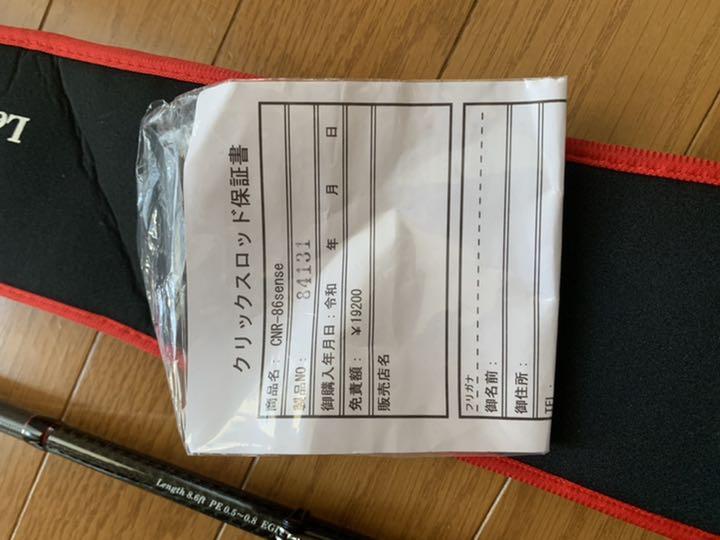 クリックスロッド保証書
商品名： CNR-86sense
製品NO： 84131
御購入年月日：令和 年 月 日
免責額： ￥19200
販売店名
フリガナ
御名前：
御住所：
TEL：
Length 8.6ft PE 0.5～0.8
Le